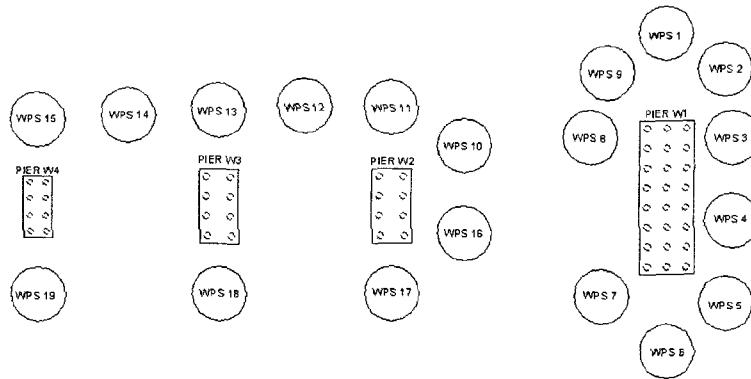 WPS 1
WPS 2
WPS 9
WPS 15
WPS 14
WPS 13
WPS 12
WPS 11
PIER W1
WPS 8
WPS 3
WPS 10
PIER W4
PIER W3
PIER W2
WPS 4
WPS 16
WPS 19
WPS 18
WPS 17
WPS 7
WPS 5
WPS 6